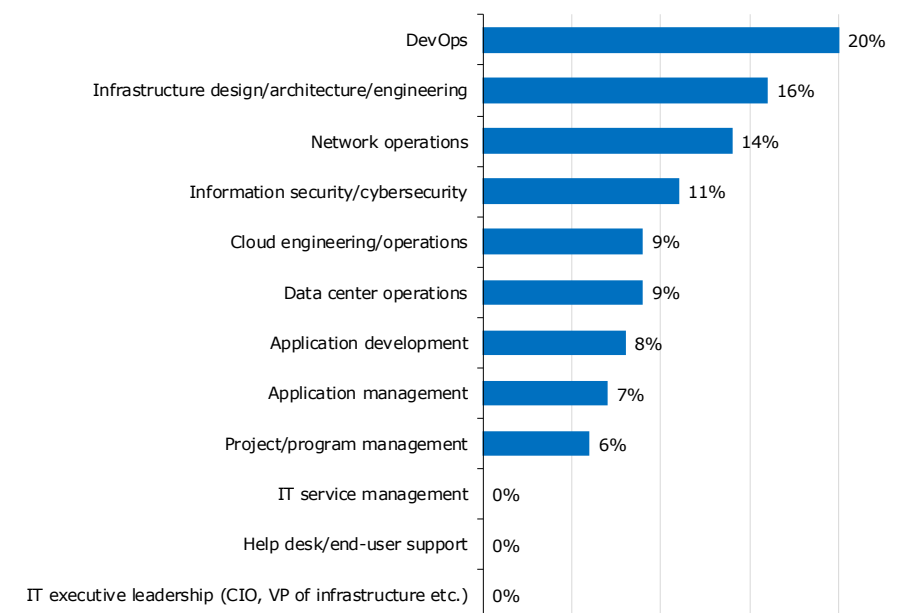 DevOps 20%
Infrastructure design/architecture/engineering 16%
Network operations 14%
Information security/cybersecurity 11%
Cloud engineering/operations 9%
Data center operations 9%
Application development 8%
Application management 7%
Project/program management 6%
IT service management 0%
Help desk/end-user support 0%
IT executive leadership (CIO, VP of infrastructure etc.) 0%